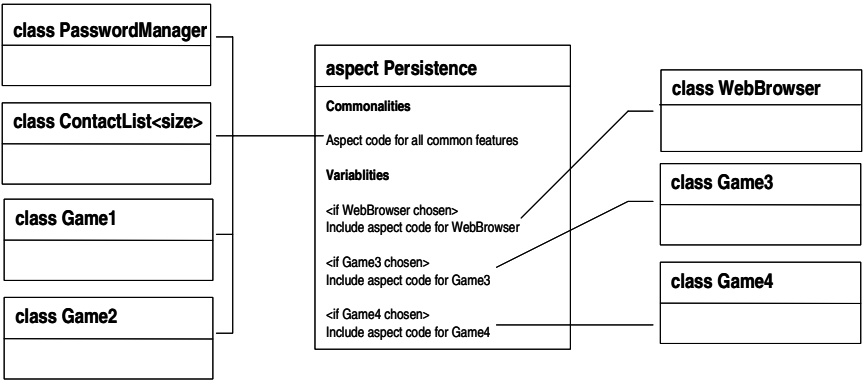 class PasswordManager
class ContactList<size>
class Game1
class Game2
aspect Persistence
Commonalities
Aspect code for all common features
Variablities
<if WebBrowser chosen>
Include aspect code for WebBrowser
<if Game3 chosen>
Include aspect code for Game3
<if Game4 chosen>
Include aspect code for Game4
class WebBrowser
class Game3
class Game4